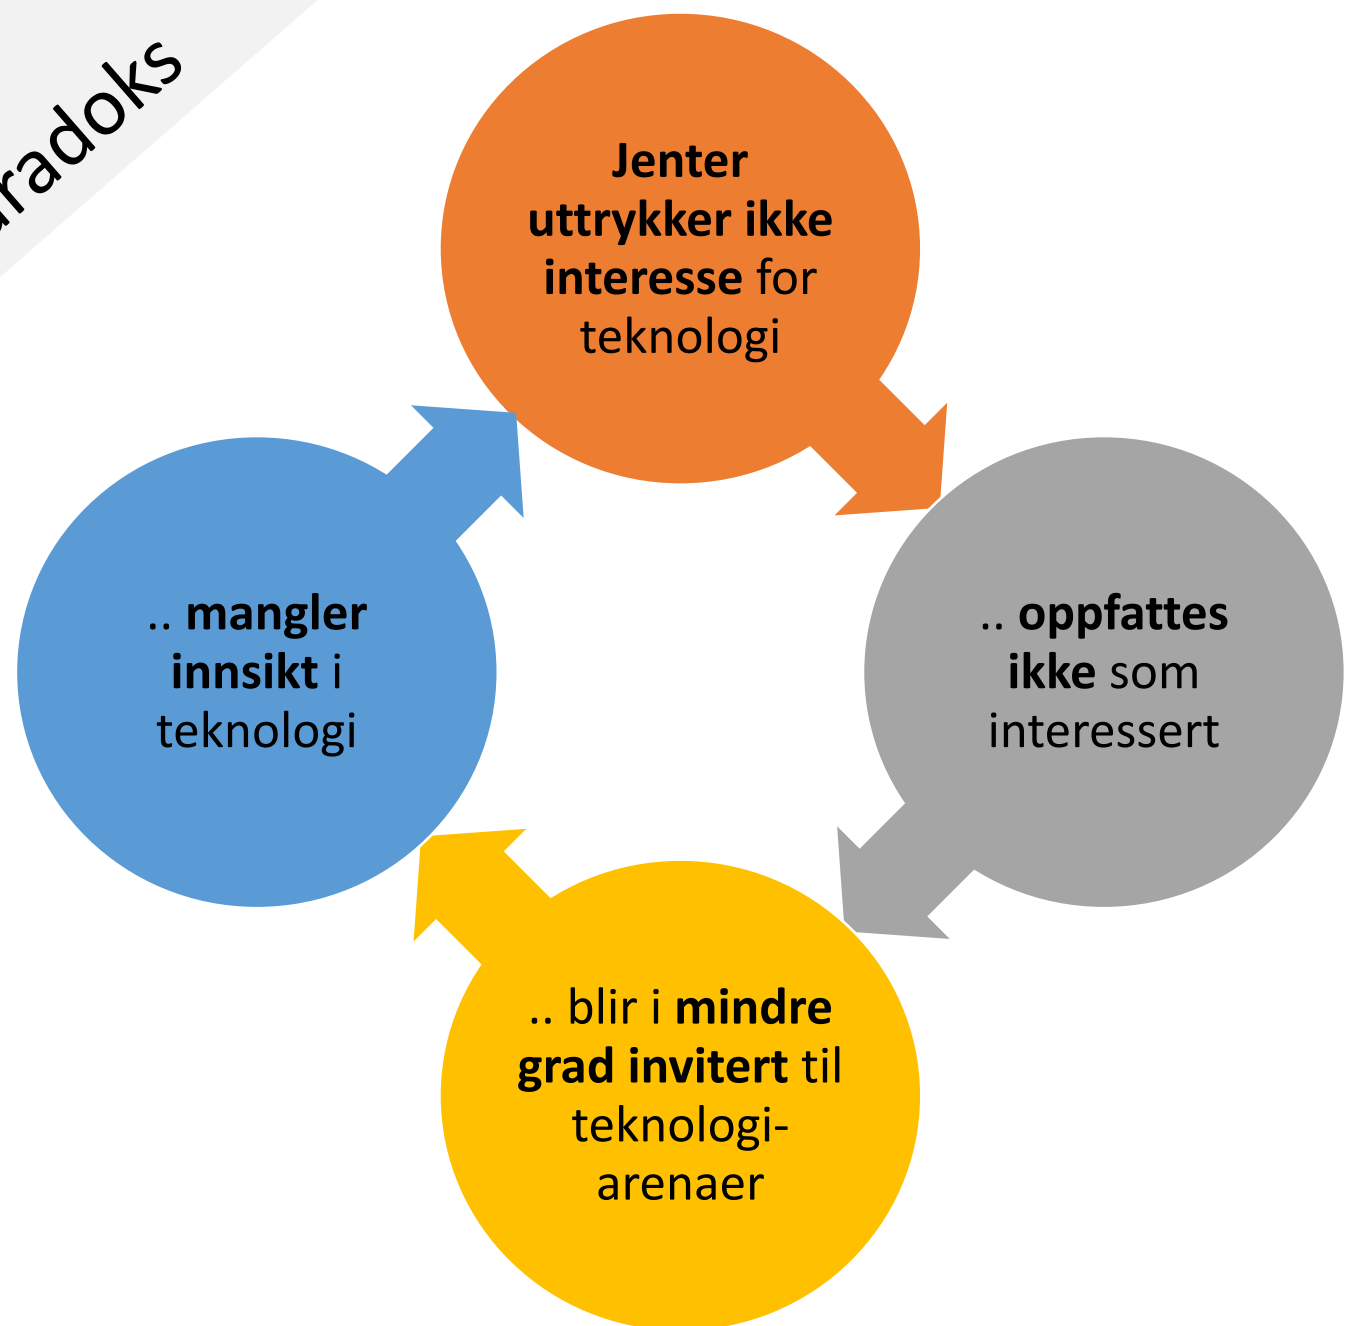 aradoks
Jenter
uttrykker ikke
interesse for
teknologi
.. oppfattes
ikke som
interessert
.. blir i mindre
grad invitert til
teknologi-
arenaer
.. mangler
innsikt i
teknologi